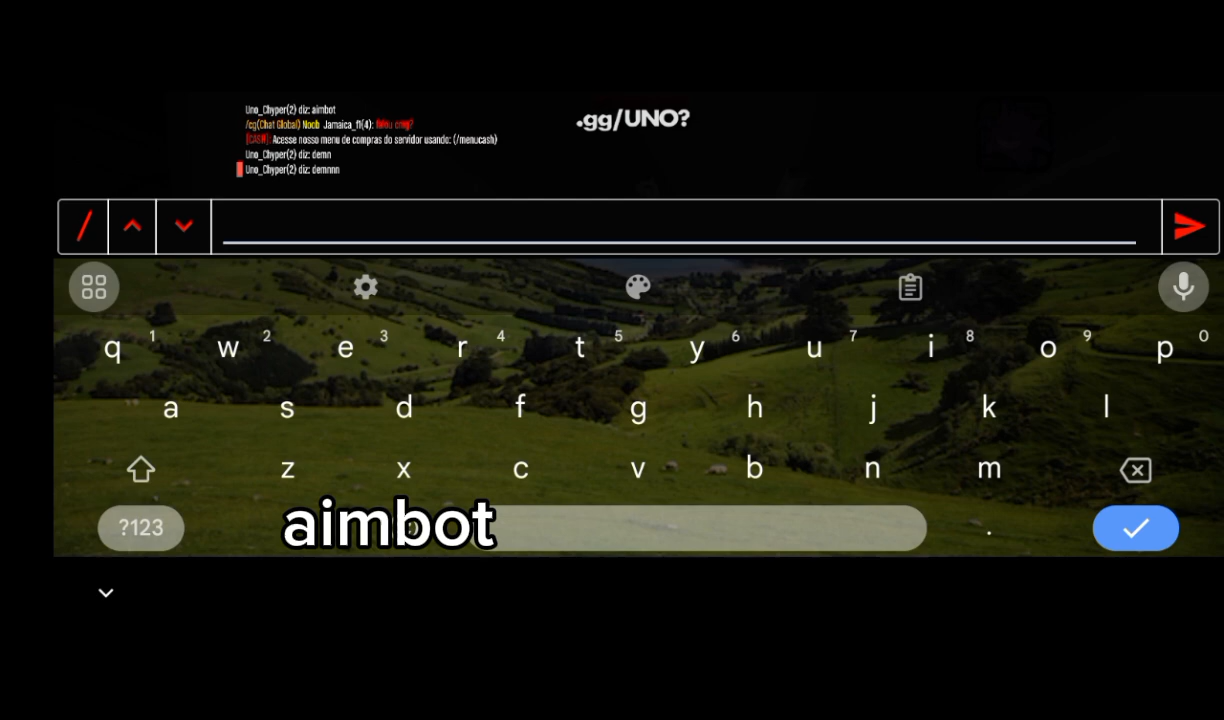 Uno_Chyper(2) diz: aimbot
/cg(Chat Global) Noob Jamaica_f1(4): falou comg?
[CASH]: Acesse nosso menu de compras do servidor usando: (/menucash)
Uno_Chyper(2) diz: demn
Uno_Chyper(2) diz: demnnn
.gg/UNO?
/
q 1 w 2 e 3 r 4 t 5 y 6 u 7 i 8 o 9 p 0
a s d f g h j k l
z x c v b n m
?123 .
aimbot